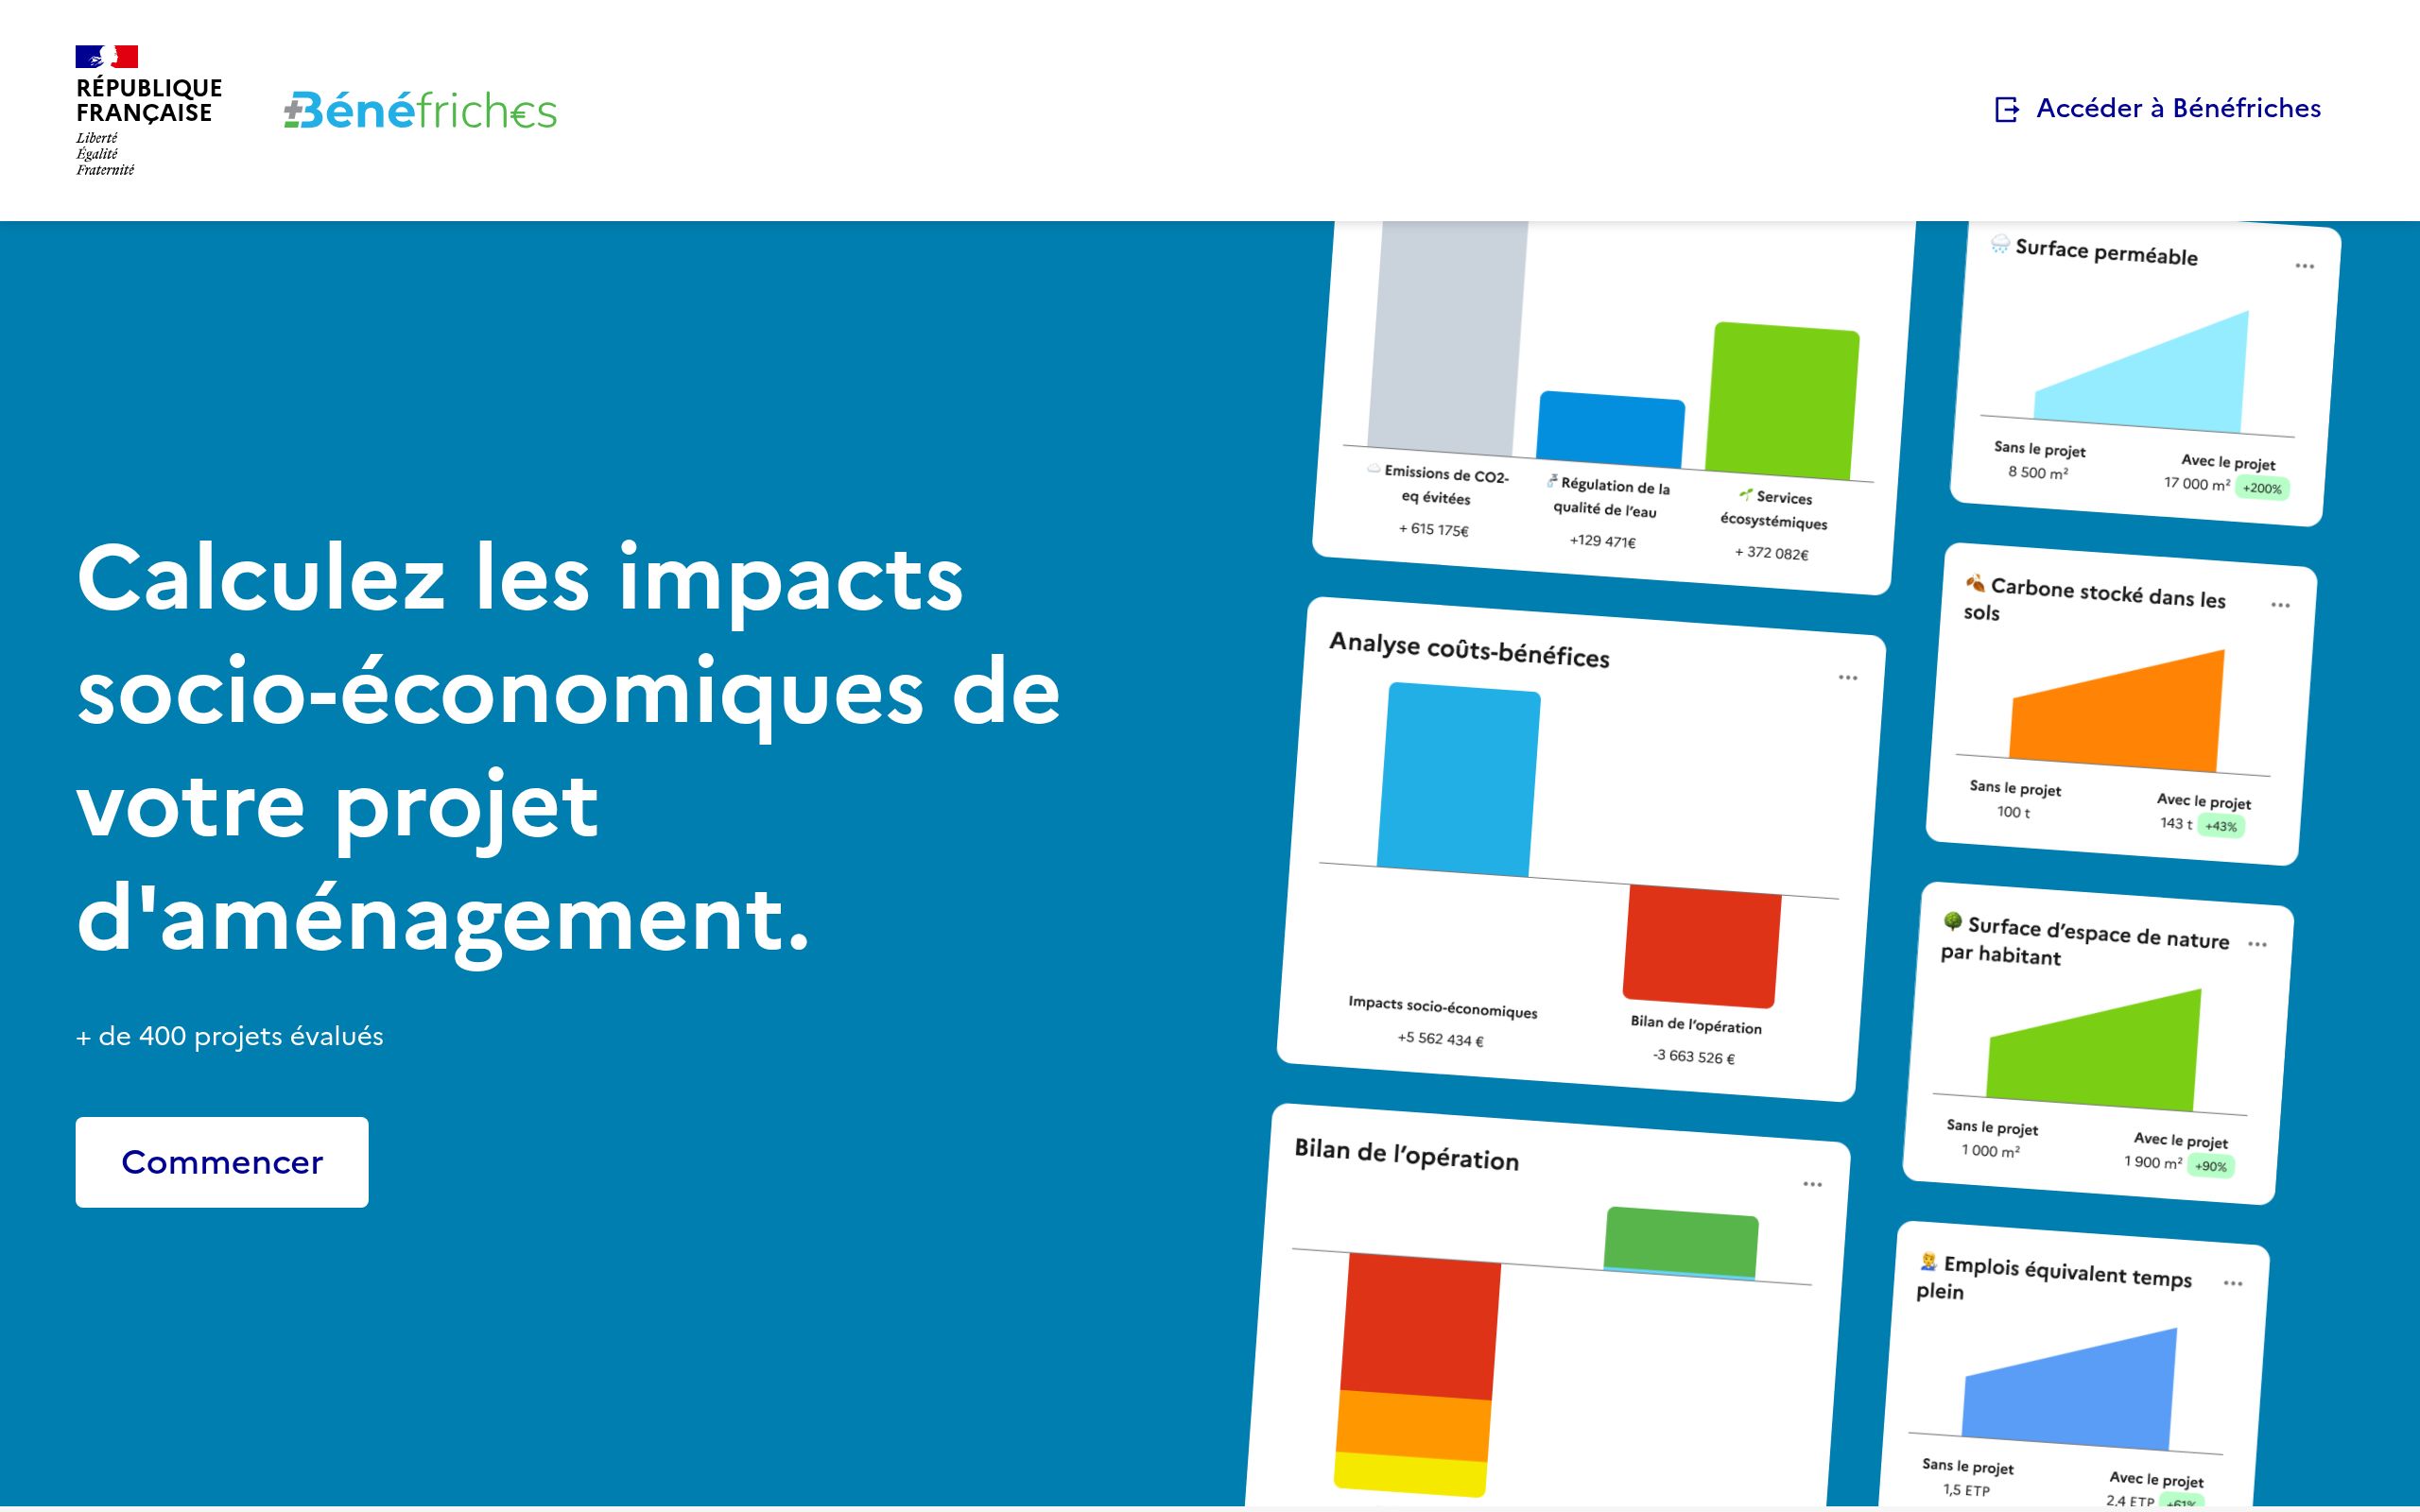 RÉPUBLIQUE
FRANÇAISE
Liberté
Égalité
Fraternité
Bénéfrich€s
Accéder à Bénéfriches
Calculez les impacts
socio-économiques de
votre projet
d'aménagement.
+ de 400 projets évalués
Commencer
Emissions de CO2-
eq évitées
+ 615 175€
Régulation de la
qualité de l’eau
+129 471€
Services
écosystémiques
+ 372 082€
Analyse coûts-bénéfices
Impacts socio-économiques
+5 562 434 €
Bilan de l’opération
-3 663 526 €
Bilan de l’opération
Surface perméable
Sans le projet
8 500 m²
Avec le projet
17 000 m² +200%
Carbone stocké dans les
sols
Sans le projet
100 t
Avec le projet
143 t +43%
Surface d’espace de nature
par habitant
Sans le projet
1 000 m²
Avec le projet
1 900 m² +90%
Emplois équivalent temps
plein
Sans le projet
1,5 ETP
Avec le projet
2,4 ETP +61%